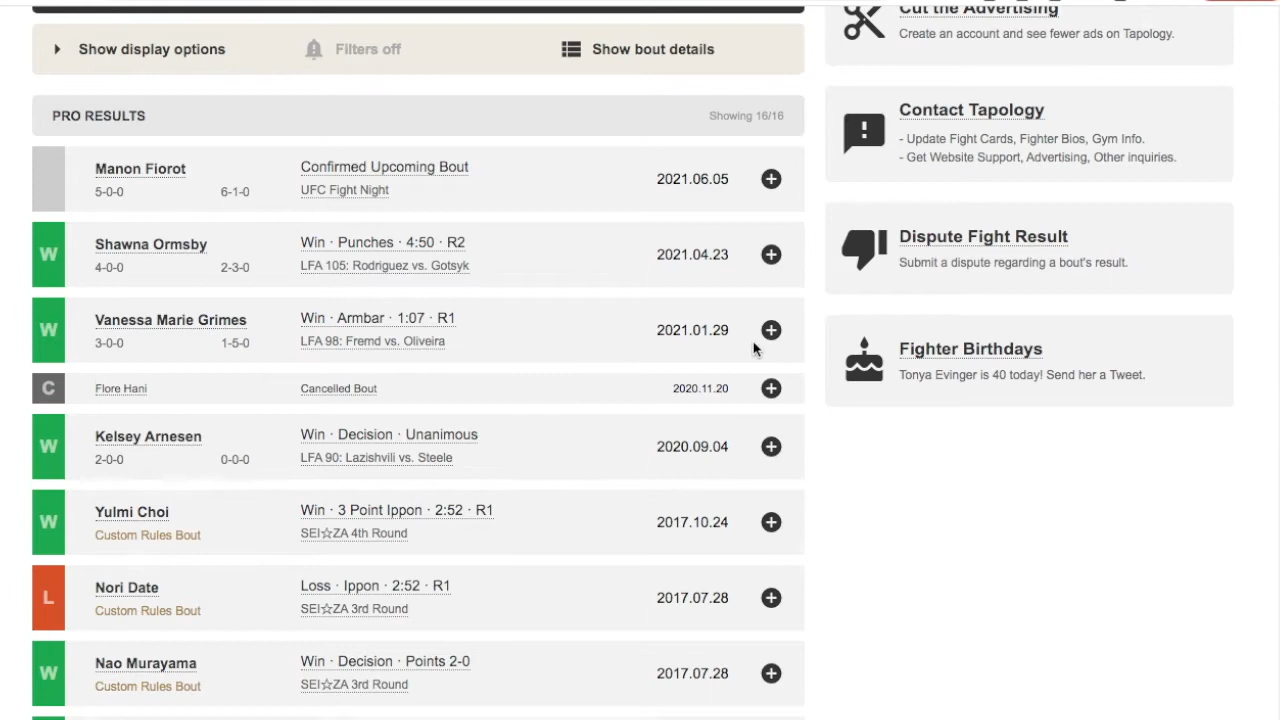 Cut the Advertising
Create an account and see fewer ads on Tapology.
Show display options
Filters off
Show bout details
Contact Tapology
- Update Fight Cards, Fighter Bios, Gym Info.
- Get Website Support, Advertising, Other inquiries.
PRO RESULTS
Showing 16/16
Manon Fiorot
5-0-0 6-1-0
Confirmed Upcoming Bout
UFC Fight Night
2021.06.05
W
Shawna Ormsby
4-0-0 2-3-0
Win · Punches · 4:50 · R2
LFA 105: Rodriguez vs. Gotsyk
2021.04.23
Dispute Fight Result
Submit a dispute regarding a bout's result.
W
Vanessa Marie Grimes
3-0-0 1-5-0
Win · Armbar · 1:07 · R1
LFA 98: Fremd vs. Oliveira
2021.01.29
Fighter Birthdays
Tonya Evinger is 40 today! Send her a Tweet.
C
Flore Hani
Cancelled Bout
2020.11.20
W
Kelsey Arnesen
2-0-0 0-0-0
Win · Decision · Unanimous
LFA 90: Lazishvili vs. Steele
2020.09.04
W
Yulmi Choi
Custom Rules Bout
Win · 3 Point Ippon · 2:52 · R1
SEI☆ZA 4th Round
2017.10.24
L
Nori Date
Custom Rules Bout
Loss · Ippon · 2:52 · R1
SEI☆ZA 3rd Round
2017.07.28
W
Nao Murayama
Custom Rules Bout
Win · Decision · Points 2-0
SEI☆ZA 3rd Round
2017.07.28